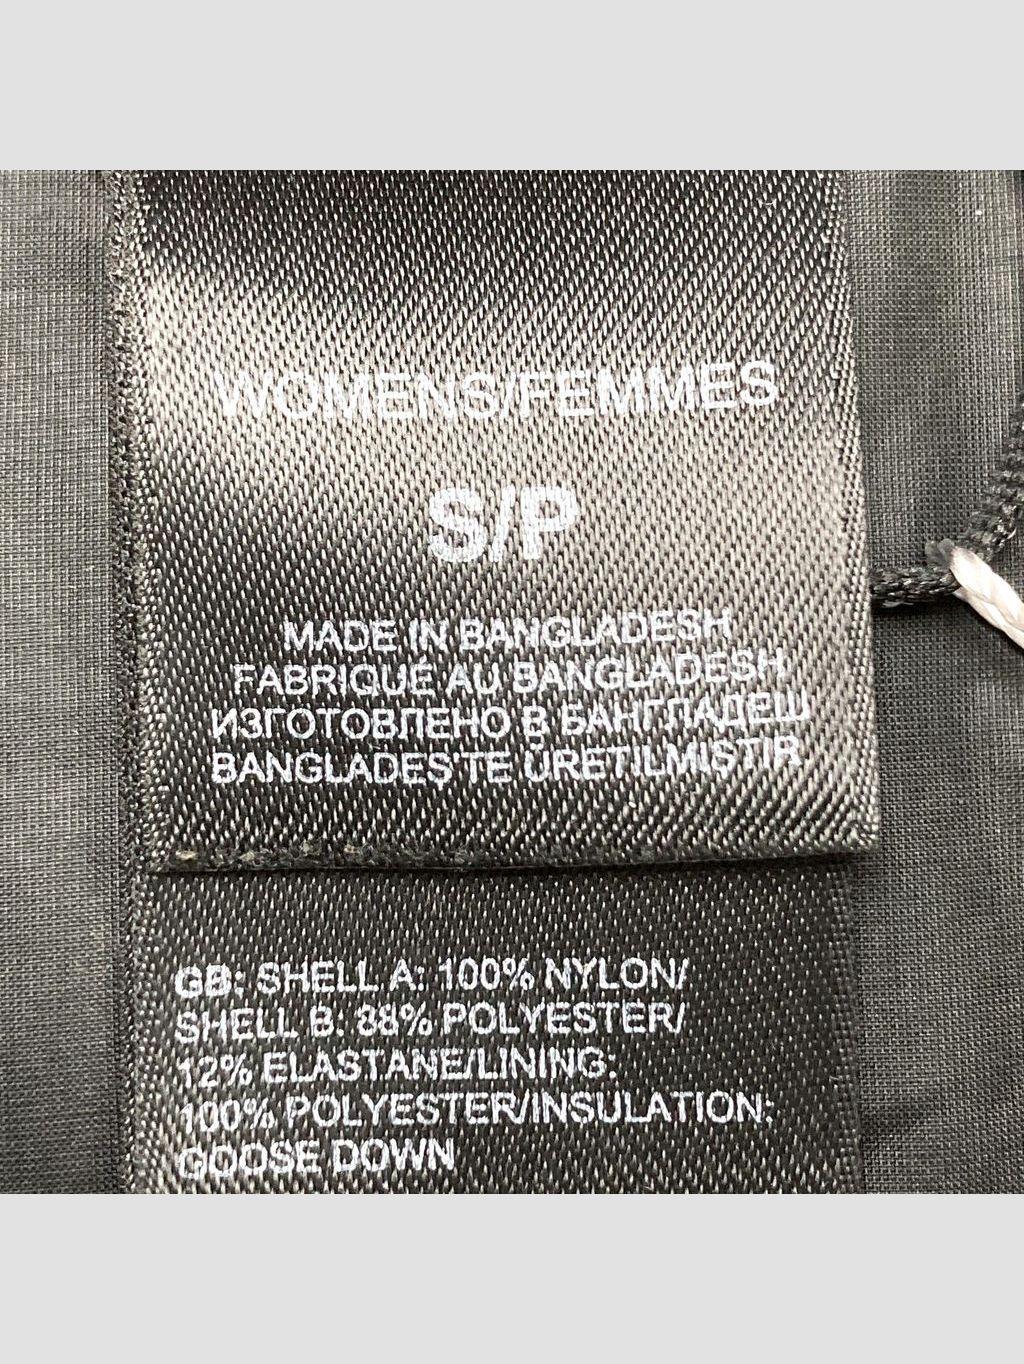 WOMENS/FEMMES
S/P
MADE IN BANGLADESH
FABRIQUÉ AU BANGLADESH
ИЗГОТОВЛЕНО В БАНГЛАДЕШ
BANGLADEŞ'TE ÜRETILMIŞTIR
GB: SHELL A: 100% NYLON/
SHELL B. 88% POLYESTER/
12% ELASTANE/LINING:
100% POLYESTER/INSULATION:
GOOSE DOWN